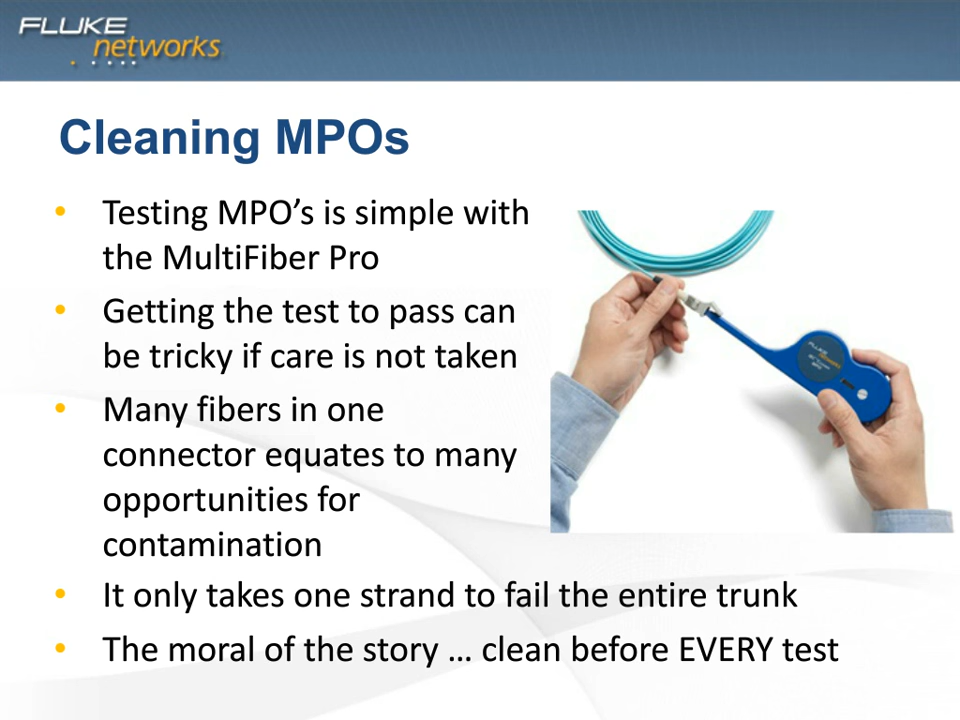 FLUKE
networks
Cleaning MPOs
• Testing MPO’s is simple with
the MultiFiber Pro
• Getting the test to pass can
be tricky if care is not taken
• Many fibers in one
connector equates to many
opportunities for
contamination
• It only takes one strand to fail the entire trunk
• The moral of the story … clean before EVERY test
FLUKE
networks